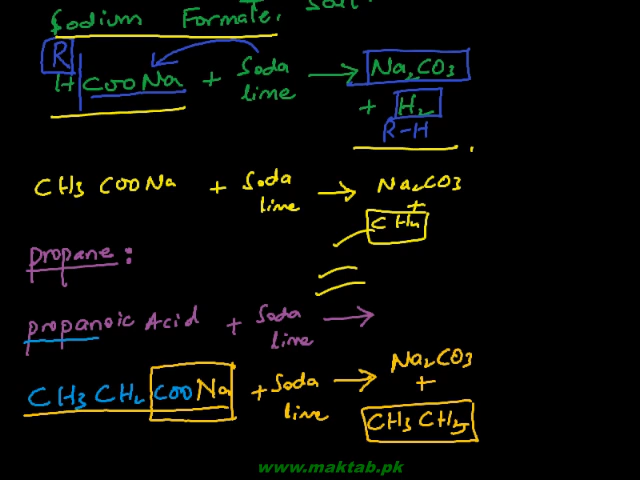 Sodium Formate. Salt.
R
H COONa + Soda lime → Na2CO3
+ H2
R-H
CH3 COONa + Soda lime → Na2CO3
+
CH4
propane:
propanoic Acid + Soda lime →
CH3 CH2 COONa + Soda lime → Na2CO3
+
CH3 CH3
www.maktab.pk